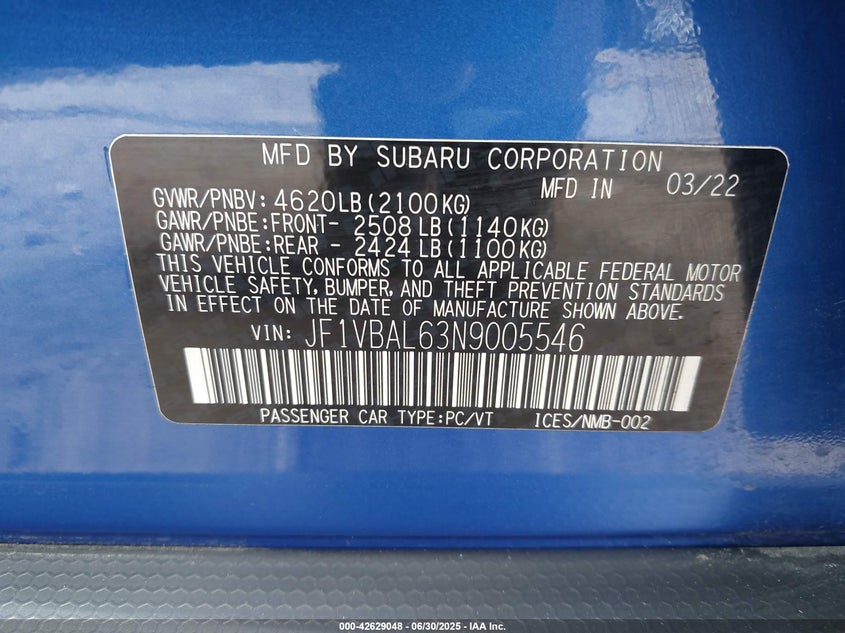 MFD BY SUBARU CORPORATION
MFD IN 03/22
GVWR/PNBV: 4620LB(2100KG)
GAWR/PNBE:FRONT- 2508 LB(1140KG)
GAWR/PNBE:REAR - 2424 LB(1100KG)
THIS VEHICLE CONFORMS TO ALL APPLICABLE FEDERAL MOTOR
VEHICLE SAFETY, BUMPER, AND THEFT PREVENTION STANDARDS
IN EFFECT ON THE DATE OF MANUFACTURE SHOWN ABOVE.
VIN: JF1VBAL63N9005546
PASSENGER CAR TYPE:PC/VT ICES/NMB-002
000-42629048 - 06/30/2025 - IAA Inc.